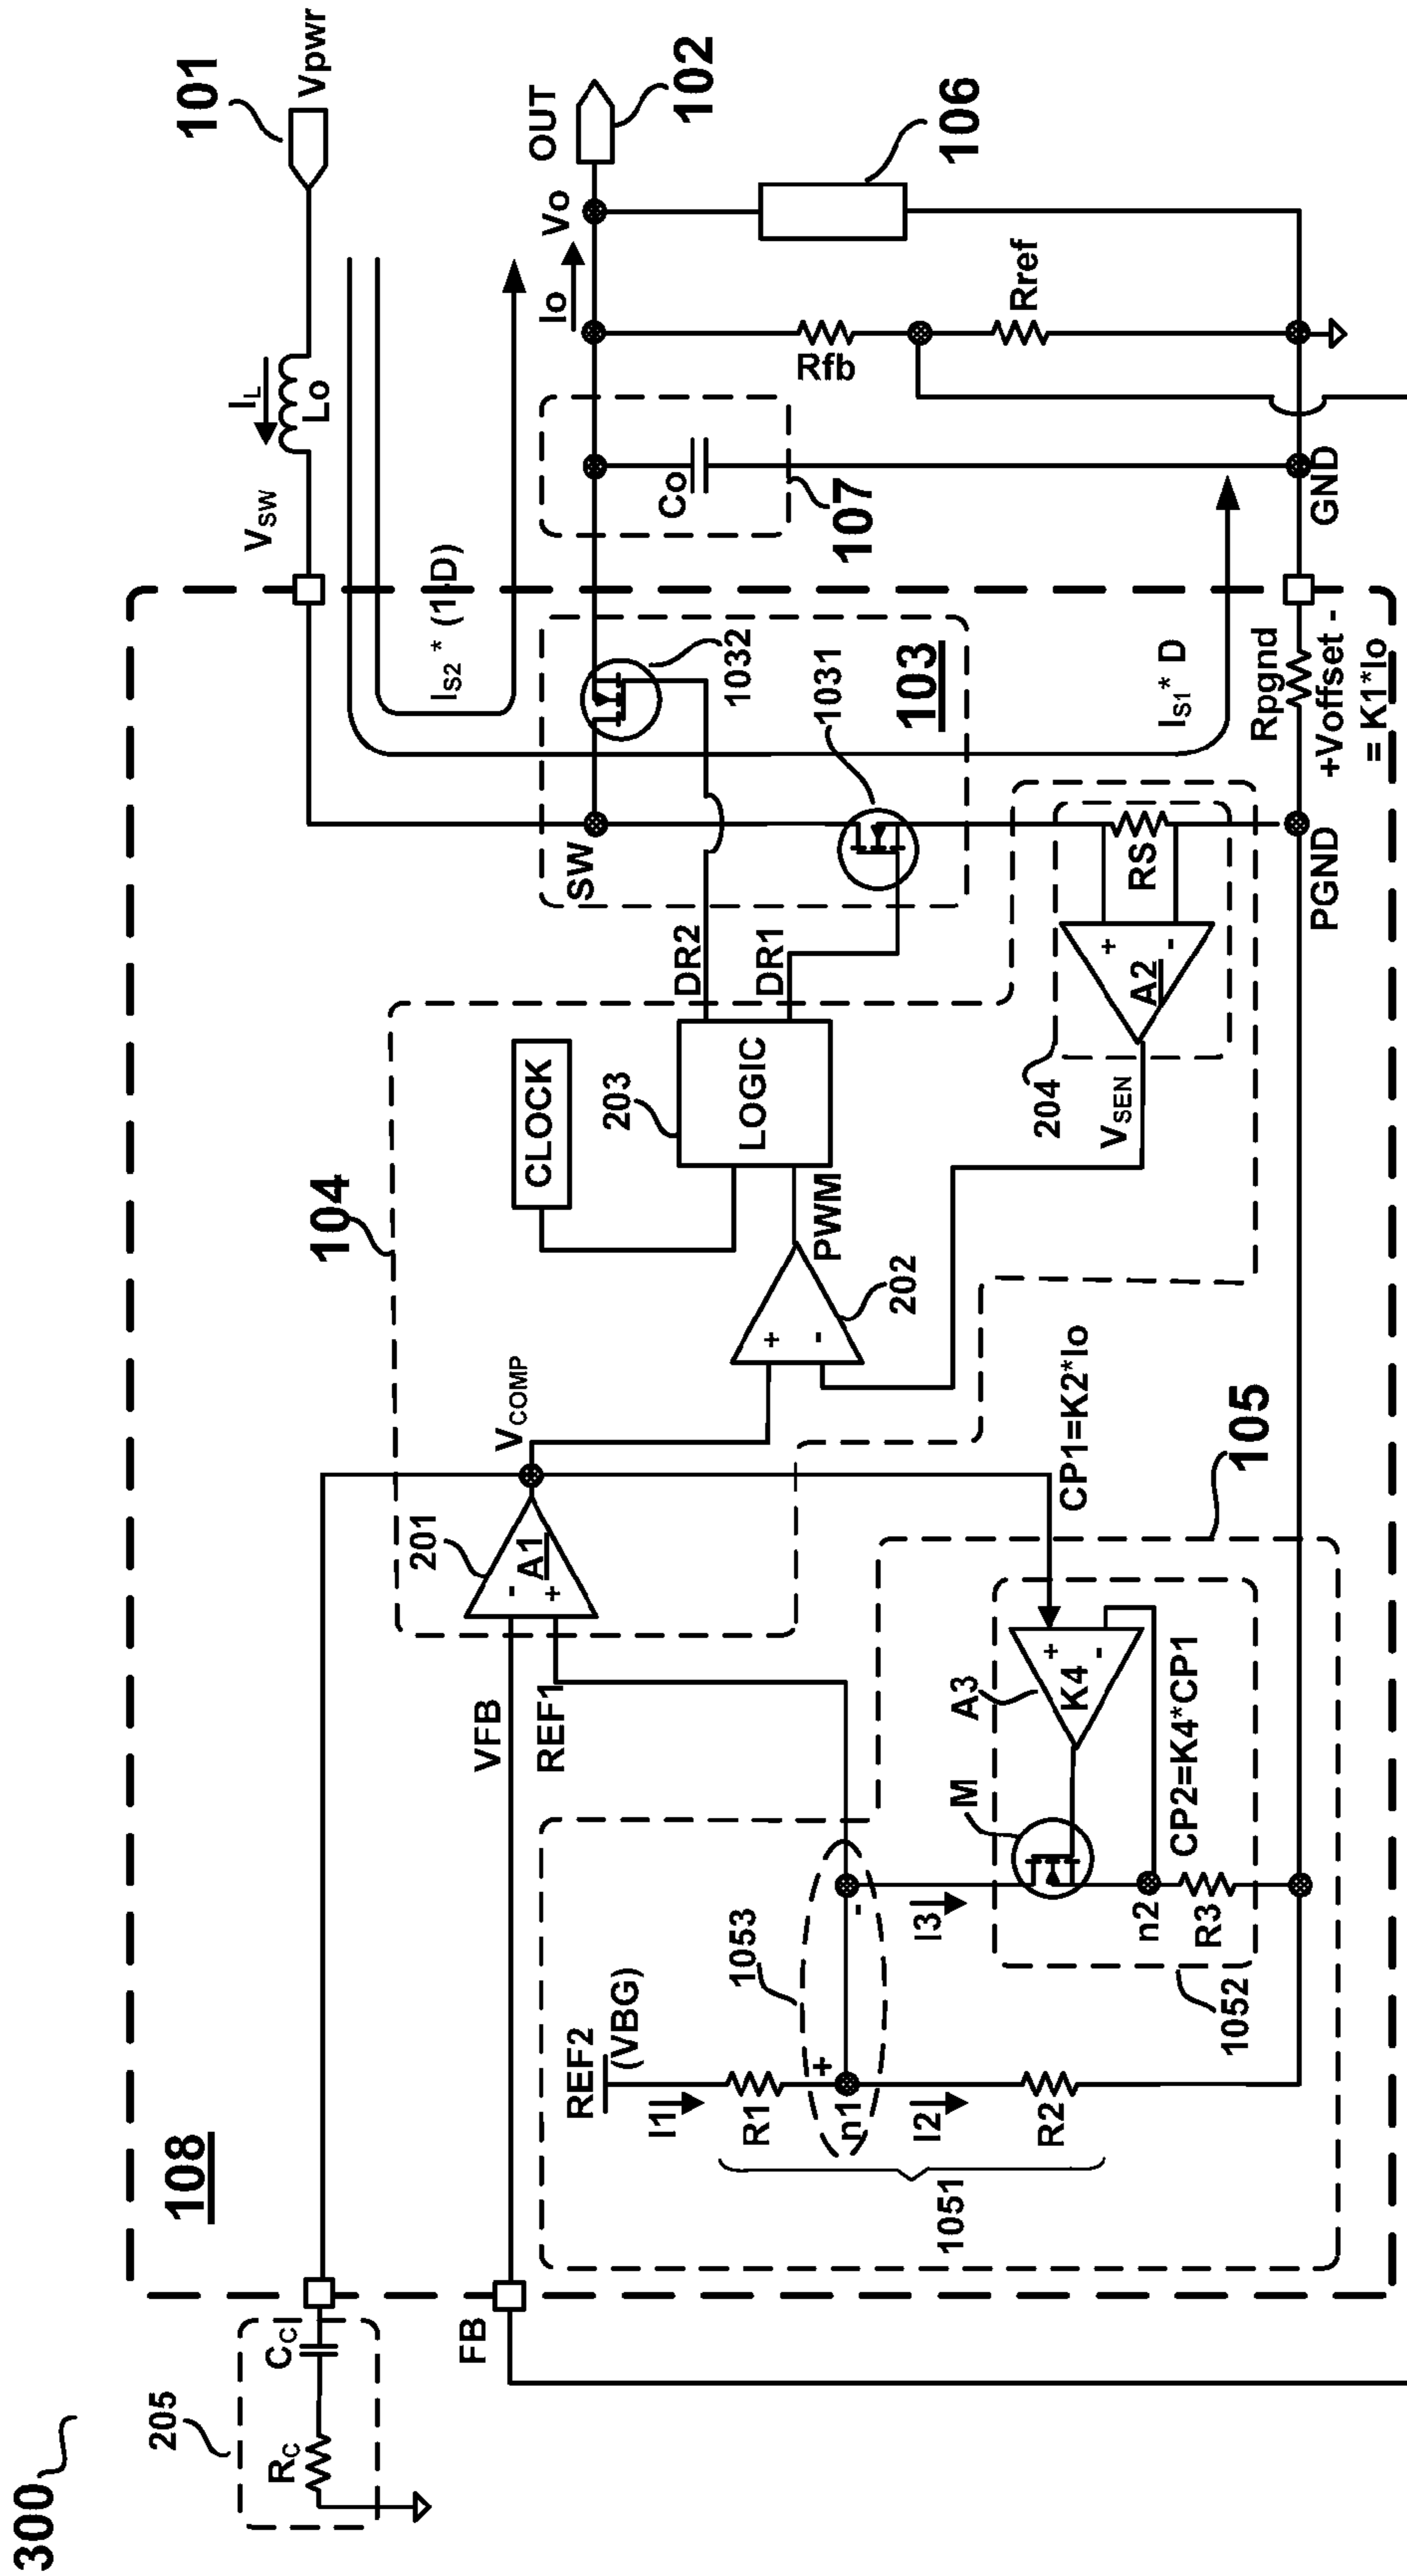 300
205
RC
CC
108
FB
VFB
REF1
201
A1
-
+
VCOMP
104
CLOCK
203
LOGIC
PWM
202
+
-
DR2
DR1
SW
VSW
IL
Lo
101
Vpwr
OUT
102
Vo
Io
106
Rfb
Rref
Co
107
GND
IS2 * (1-D)
IS1* D
1032
1031
103
Rpgnd
+Voffset -
= K1*Io
PGND
RS
A2
+
-
204
VSEN
CP1=K2*Io
105
A3
K4
+
-
M
CP2=K4*CP1
n2
R3
1052
I3
1053
-
+
n1
REF2
(VBG)
I1
R1
I2
R2
1051